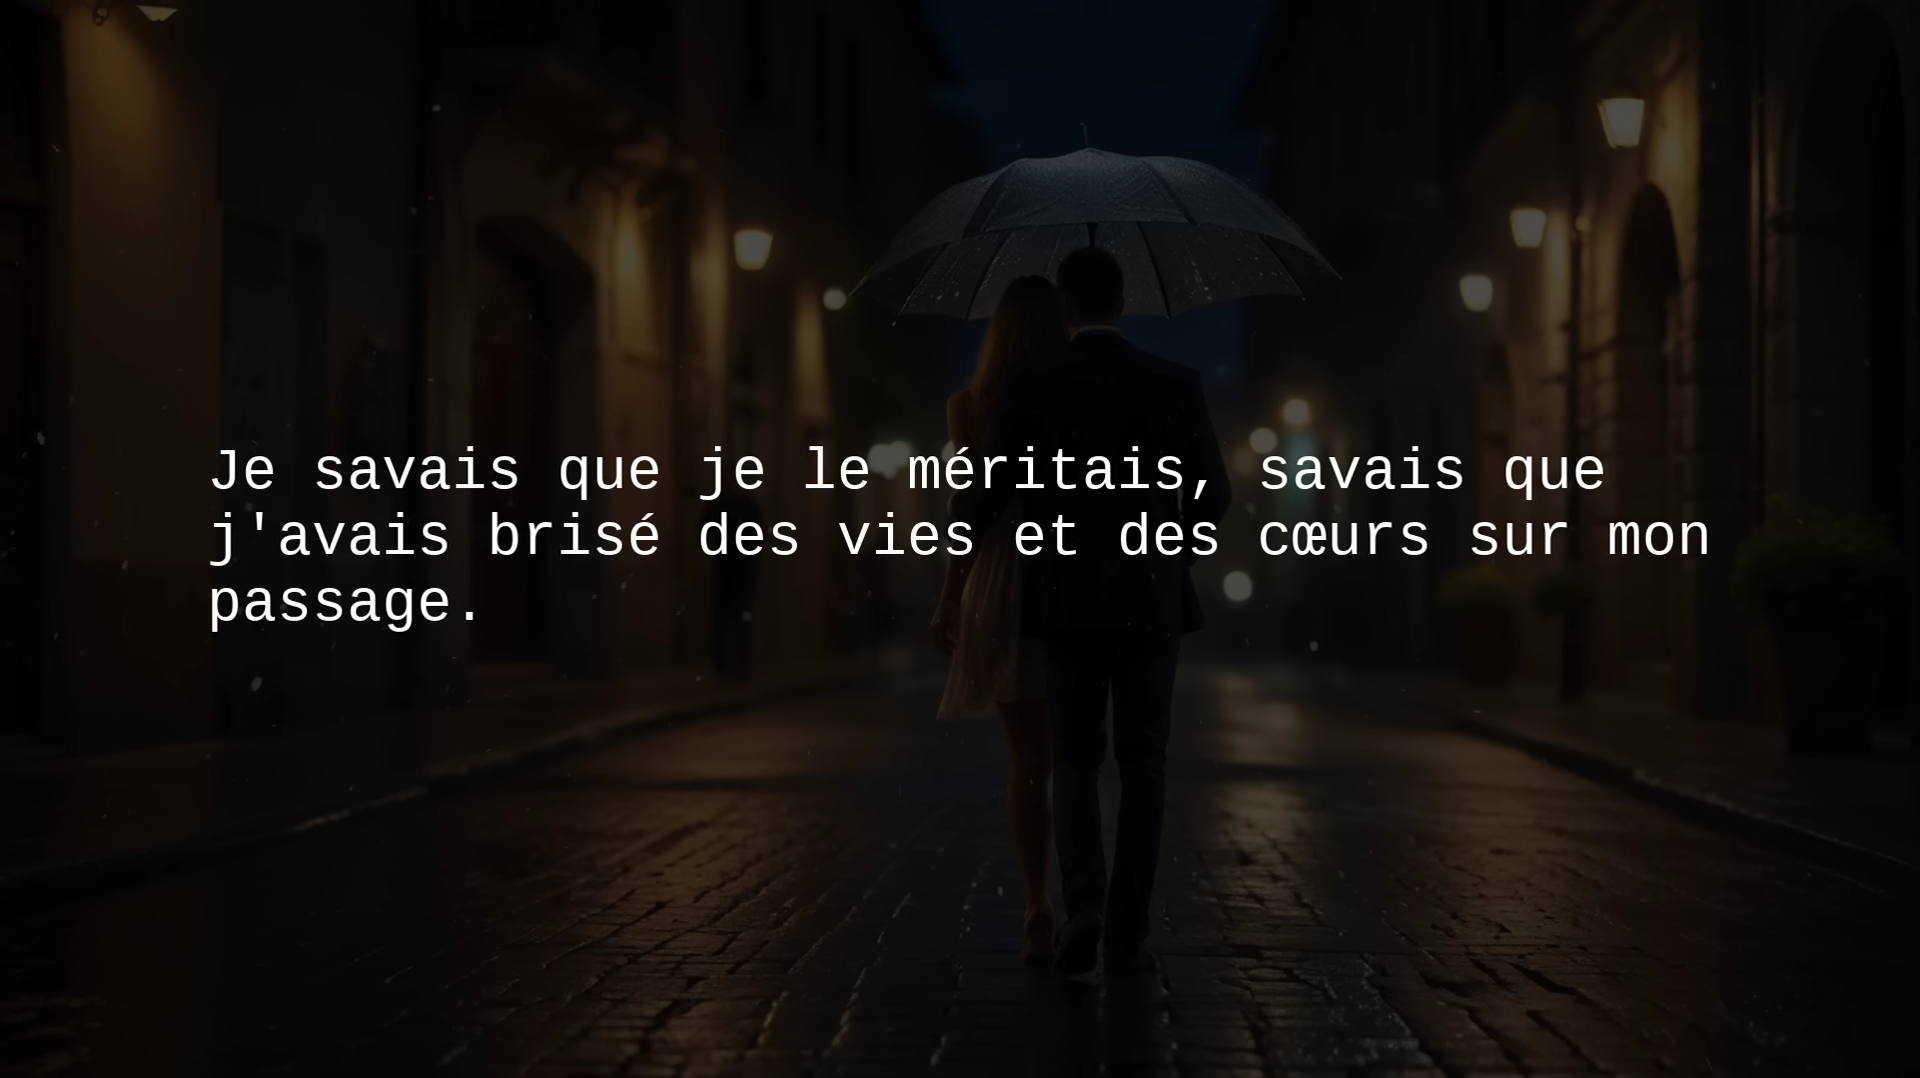 Je savais que je le méritais, savais que
j'avais brisé des vies et des cœurs sur mon
passage.